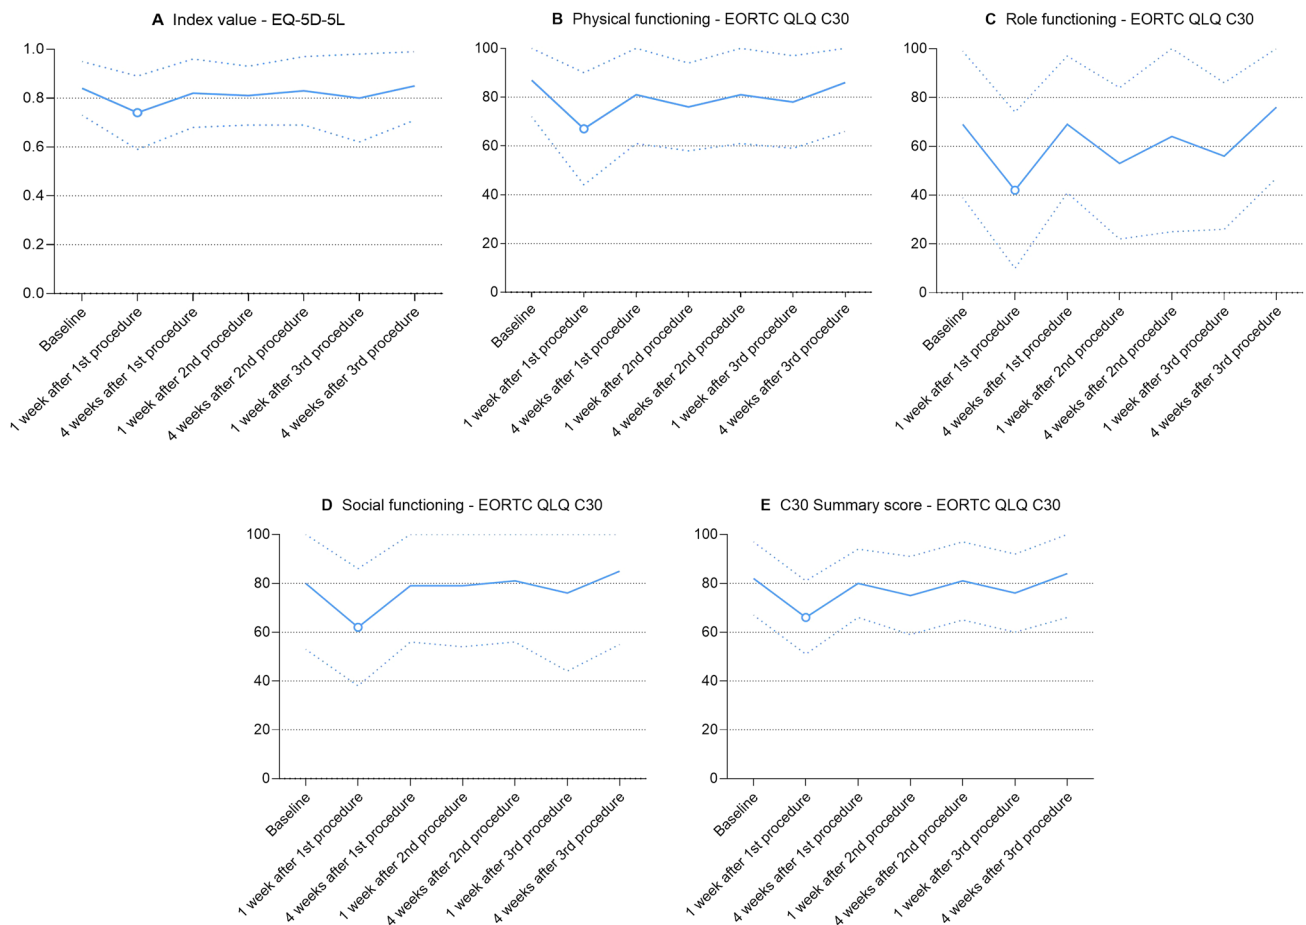 A Index value - EQ-5D-5L
1.0
0.8
0.6
0.4
0.2
0.0
Baseline
1 week after 1st procedure
4 weeks after 1st procedure
1 week after 2nd procedure
4 weeks after 2nd procedure
1 week after 3rd procedure
4 weeks after 3rd procedure
B Physical functioning - EORTC QLQ C30
100
80
60
40
20
0
Baseline
1 week after 1st procedure
4 weeks after 1st procedure
1 week after 2nd procedure
4 weeks after 2nd procedure
1 week after 3rd procedure
4 weeks after 3rd procedure
C Role functioning - EORTC QLQ C30
100
80
60
40
20
0
Baseline
1 week after 1st procedure
4 weeks after 1st procedure
1 week after 2nd procedure
4 weeks after 2nd procedure
1 week after 3rd procedure
4 weeks after 3rd procedure
D Social functioning - EORTC QLQ C30
100
80
60
40
20
0
Baseline
1 week after 1st procedure
4 weeks after 1st procedure
1 week after 2nd procedure
4 weeks after 2nd procedure
1 week after 3rd procedure
4 weeks after 3rd procedure
E C30 Summary score - EORTC QLQ C30
100
80
60
40
20
0
Baseline
1 week after 1st procedure
4 weeks after 1st procedure
1 week after 2nd procedure
4 weeks after 2nd procedure
1 week after 3rd procedure
4 weeks after 3rd procedure